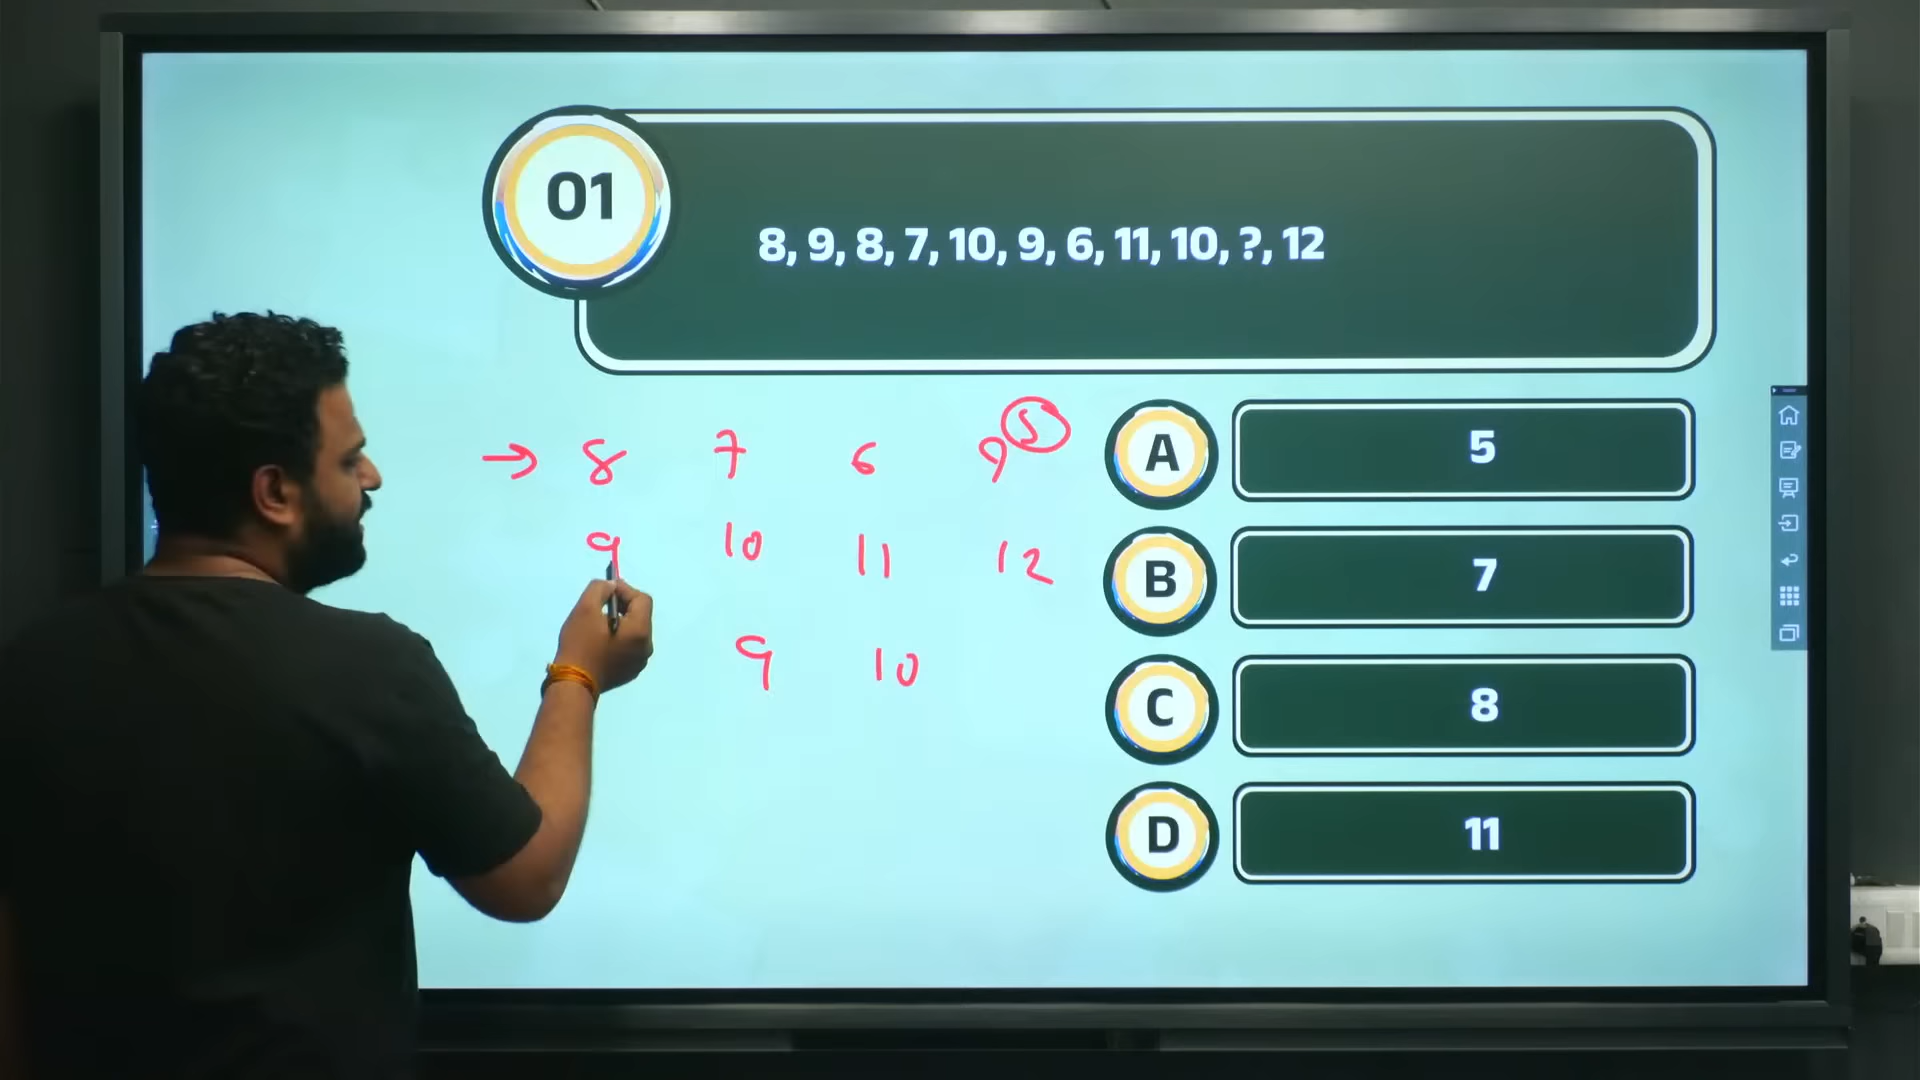 01
8, 9, 8, 7, 10, 9, 6, 11, 10, ?, 12
→ 8 7 6 ? 5
9 10 11 12
9 10
A 5
B 7
C 8
D 11